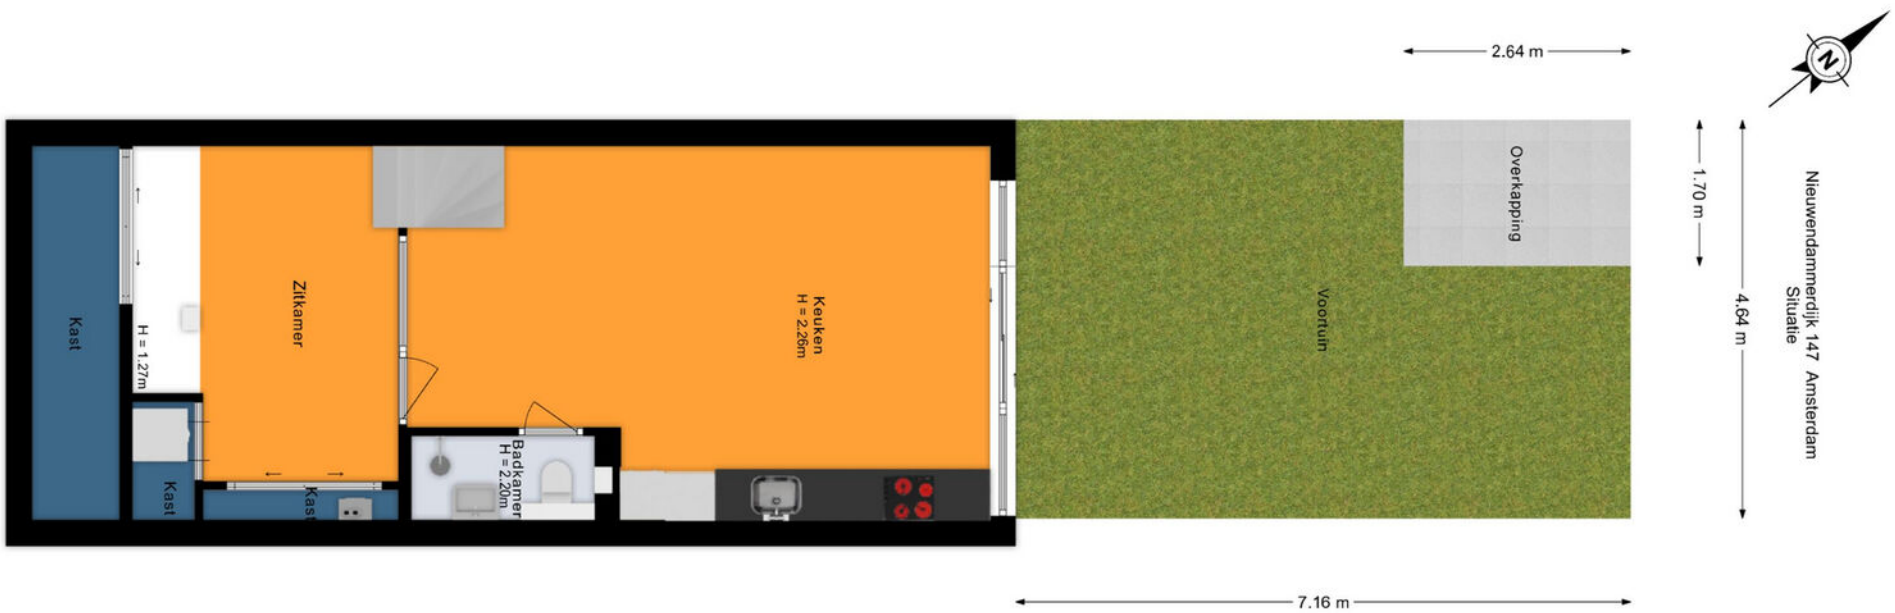 2.64 m
N
1.70 m
4.64 m
Nieuwendammerdijk 147 Amsterdam
Situatie
Overkapping
Voortuin
Keuken
H = 2.26m
Zitkamer
Kast
H = 1.27m
Kast
Kast
Badkamer
H = 2.20m
7.16 m